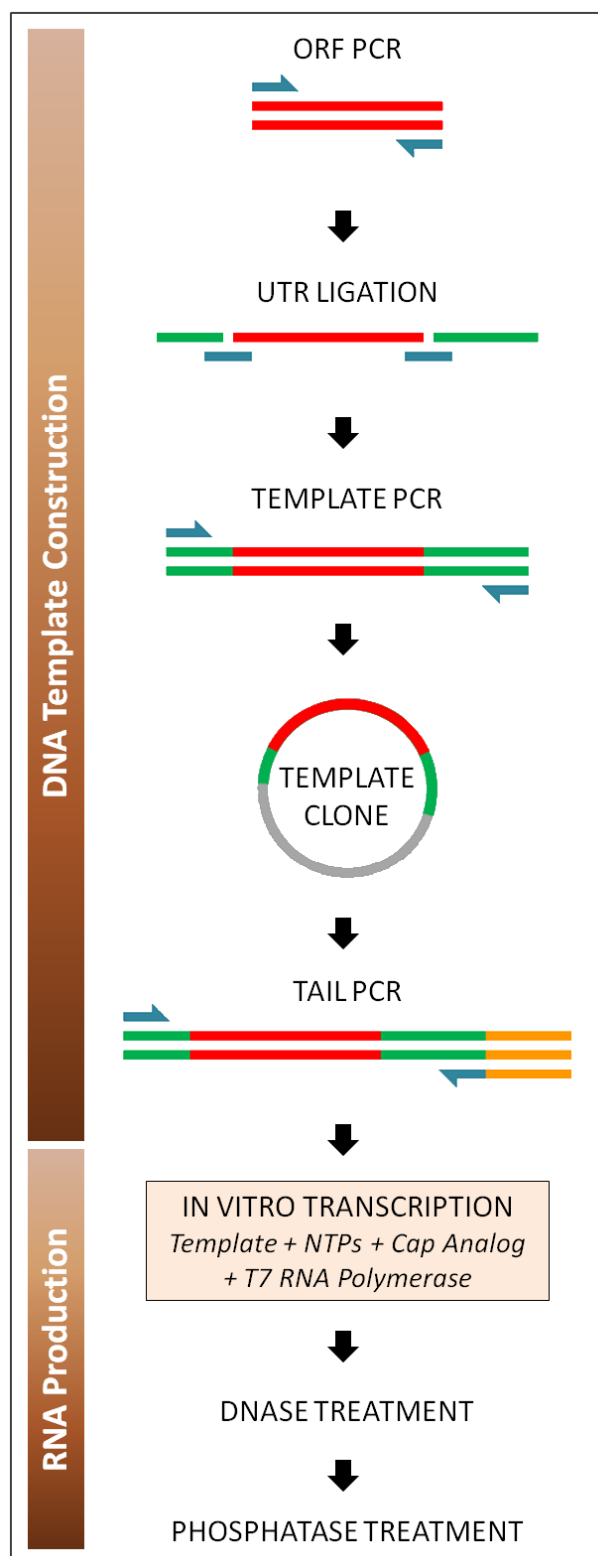 ORF PCR
UTR LIGATION
TEMPLATE PCR
TEMPLATE
CLONE
TAIL PCR
DNA Template Construction
IN VITRO TRANSCRIPTION
Template + NTPs + Cap Analog
+ T7 RNA Polymerase
DNASE TREATMENT
PHOSPHATASE TREATMENT
RNA Production